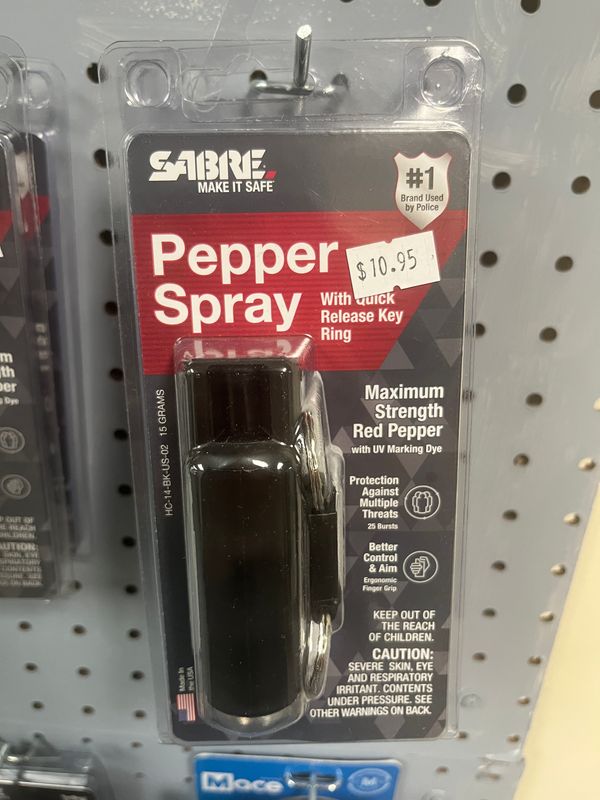 SABRE
MAKE IT SAFE
#1
Brand Used
by Police
Pepper
Spray
$10.95
With Quick
Release Key
Ring
Maximum
Strength
Red Pepper
with UV Marking Dye
HC-14-BK-US-02 15 GRAMS
Protection
Against
Multiple
Threats
25 Bursts
Better
Control
& Aim
Ergonomic
Finger Grip
KEEP OUT OF
THE REACH
OF CHILDREN.
CAUTION:
SEVERE SKIN, EYE
AND RESPIRATORY
IRRITANT. CONTENTS
UNDER PRESSURE. SEE
OTHER WARNINGS ON BACK.
Made in
the USA
Mace